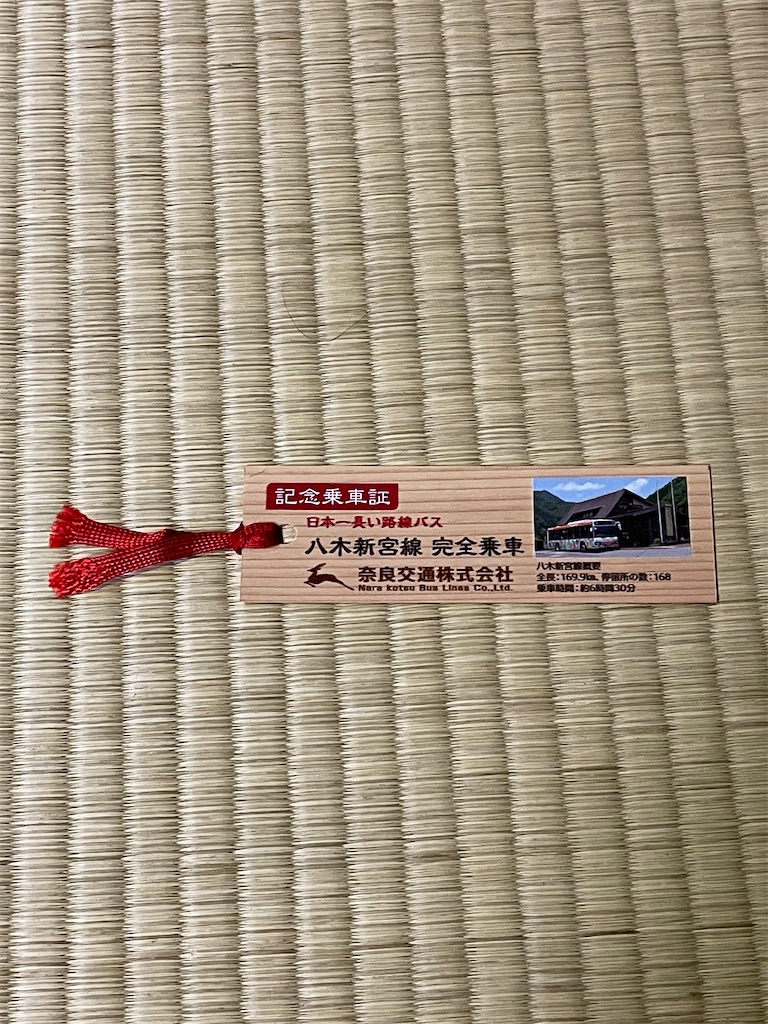 記念乗車証
日本一長い路線バス
八木新宮線 完全乗車
奈良交通株式会社
Nara Kotsu Bus Lines Co.,Ltd.
八木新宮線概要
全長:169.9km、停留所の数:168
乗車時間:約6時間30分